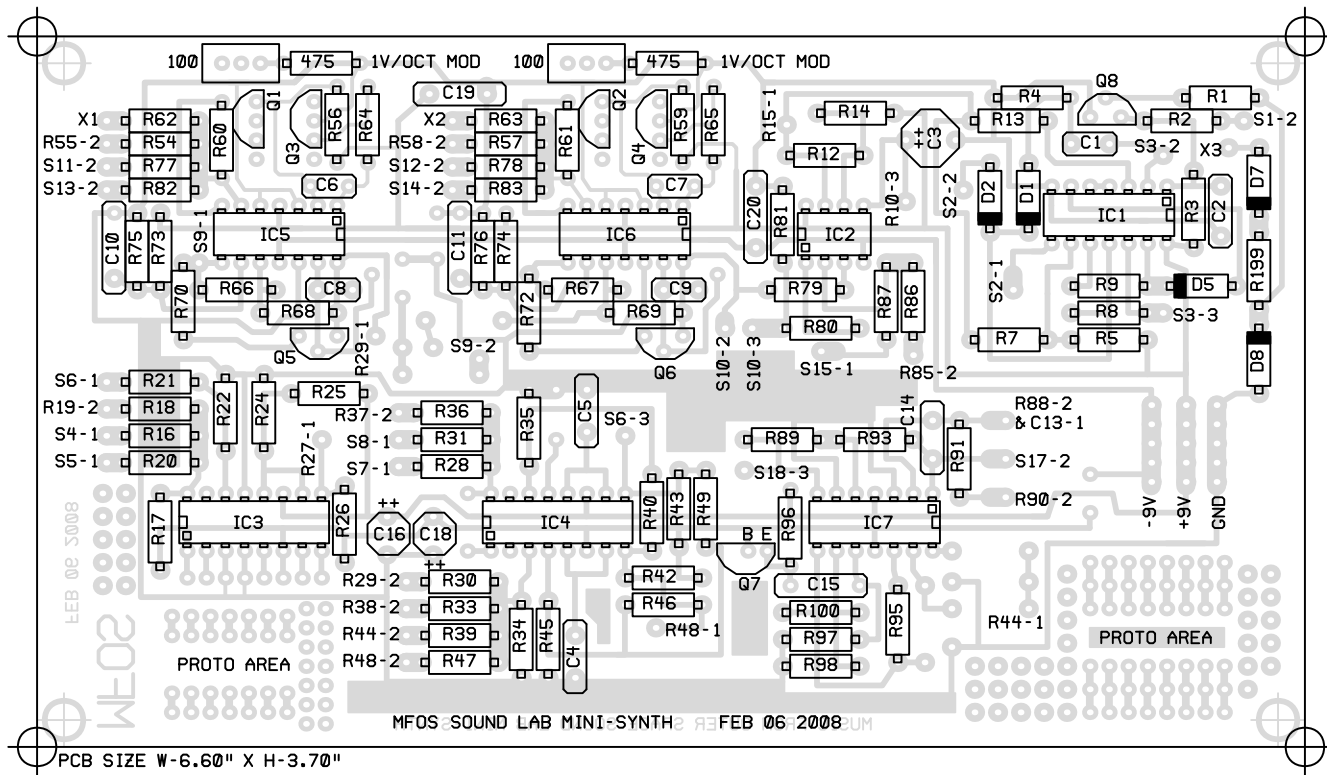 100 475 1V/OCT MOD 100 475 1V/OCT MOD
Q1 Q3 R56 R64 C19 Q2 Q4 R59 R65 R15-1 R14 R4 Q8 R1
X1 R62 R60 X2 R63 R61 C3 ++ R13 R2 S1-2
R55-2 R54 R58-2 R57 R12 C1 S3-2 X3
S11-2 R77 S12-2 R78 D7
S13-2 R82 C6 S14-2 R83 C7 C20 R81 R10-3 S2-2 D2 D1 R3 C2
C10 R75 R73 S9-1 IC5 C11 R76 R74 IC6 IC2 IC1
R70 R66 C8 R72 R67 C9 R79 R87 R86 S2-1 R9 D5 R199
R68 R69 R8 S3-3
Q5 R29-1 S9-2 Q6 S10-2 S10-3 R80 R7 R5
S15-1 R85-2 D8
S6-1 R21 R22 R24 R25 R35 C5
R19-2 R18 R37-2 R36 S6-3 C14 R88-2
S4-1 R16 S8-1 R31 R89 R93 R91 & C13-1
S5-1 R20 R27-1 S7-1 R28 S18-3 S17-2
R17 IC3 R26 ++ C16 C18 ++ IC4 R40 R43 R49 R96 IC7 R90-2 -9V +9V GND
B E
Q7
R29-2 R30 R42 C15
R38-2 R33 R34 R45 R46 R100 R95
R44-2 R39 C4 R48-1 R97 R44-1
R48-2 R47 R98
PROTO AREA PROTO AREA
FEB 06 2008
MFOS
MFOS SOUND LAB MINI-SYNTH FEB 06 2008
PCB SIZE W-6.60" X H-3.70"